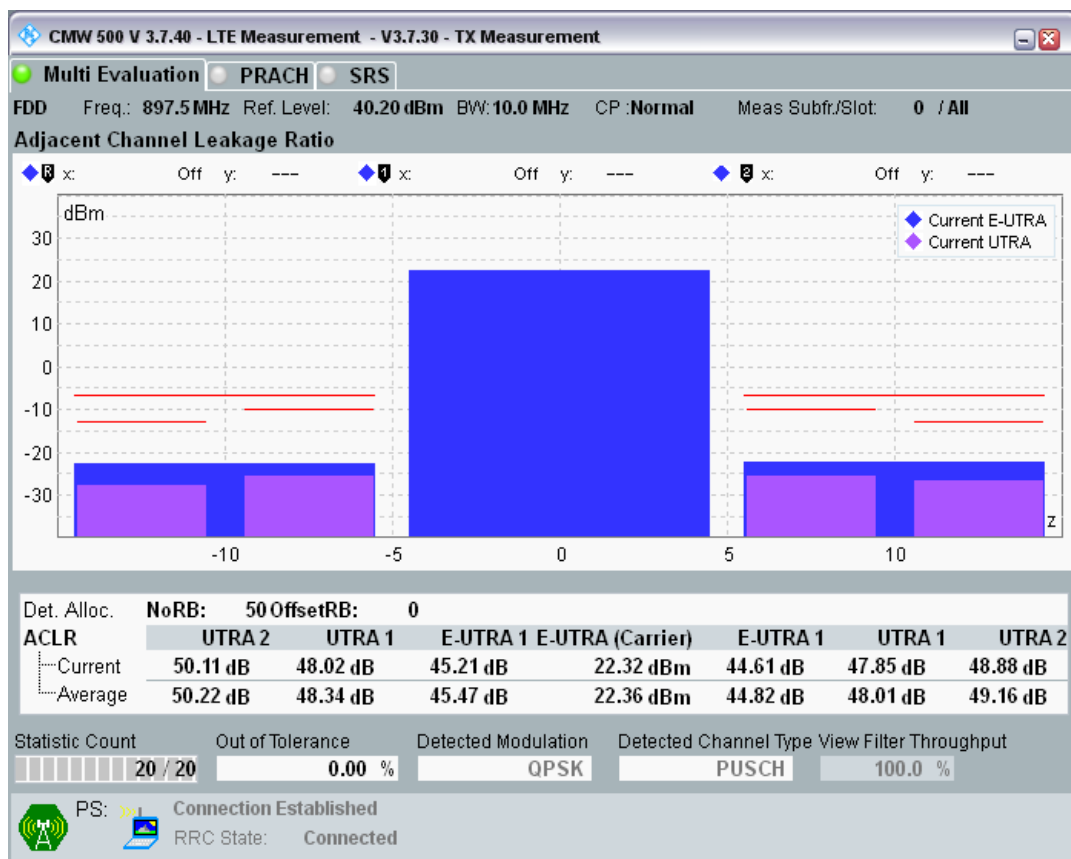 CMW 500 V 3.7.40 - LTE Measurement - V3.7.30 - TX Measurement
Multi Evaluation PRACH SRS
FDD Freq.: 897.5 MHz Ref. Level: 40.20 dBm BW: 10.0 MHz CP :Normal Meas Subfr./Slot: 0 / All
Adjacent Channel Leakage Ratio
R x: Off y: --- 1 x: Off y: --- 2 x: Off y: ---
dBm
Current E-UTRA
Current UTRA
30
20
10
0
-10
-20
-30
z
-10 -5 0 5 10
Det. Alloc. NoRB: 50 OffsetRB: 0
ACLR UTRA 2 UTRA 1 E-UTRA 1 E-UTRA (Carrier) E-UTRA 1 UTRA 1 UTRA 2
Current 50.11 dB 48.02 dB 45.21 dB 22.32 dBm 44.61 dB 47.85 dB 48.88 dB
Average 50.22 dB 48.34 dB 45.47 dB 22.36 dBm 44.82 dB 48.01 dB 49.16 dB
Statistic Count Out of Tolerance Detected Modulation Detected Channel Type View Filter Throughput
20 / 20 0.00 % QPSK PUSCH 100.0 %
PS: Connection Established
RRC State: Connected